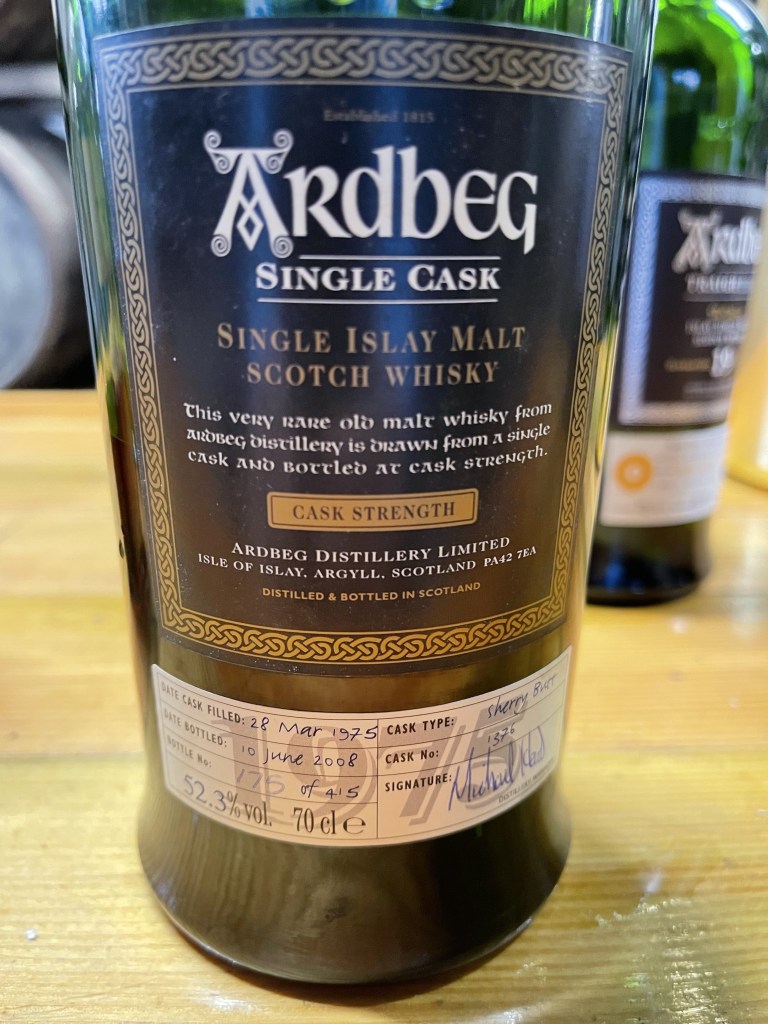 Established 1815
ARDBEG
SINGLE CASK
SINGLE ISLAY MALT
SCOTCH WHISKY
This very rare old malt whisky from
Ardbeg distillery is drawn from a single
cask and bottled at cask strength.
CASK STRENGTH
ARDBEG DISTILLERY LIMITED
ISLE OF ISLAY, ARGYLL, SCOTLAND PA42 7EA
DISTILLED & BOTTLED IN SCOTLAND
1975
DATE CASK FILLED: 28 Mar 1975
DATE BOTTLED: 10 June 2008
BOTTLE No: 175 of 415
52.3% vol. 70 cl e
CASK TYPE: Sherry Butt
CASK No: 1376
SIGNATURE:
DISTILLERY